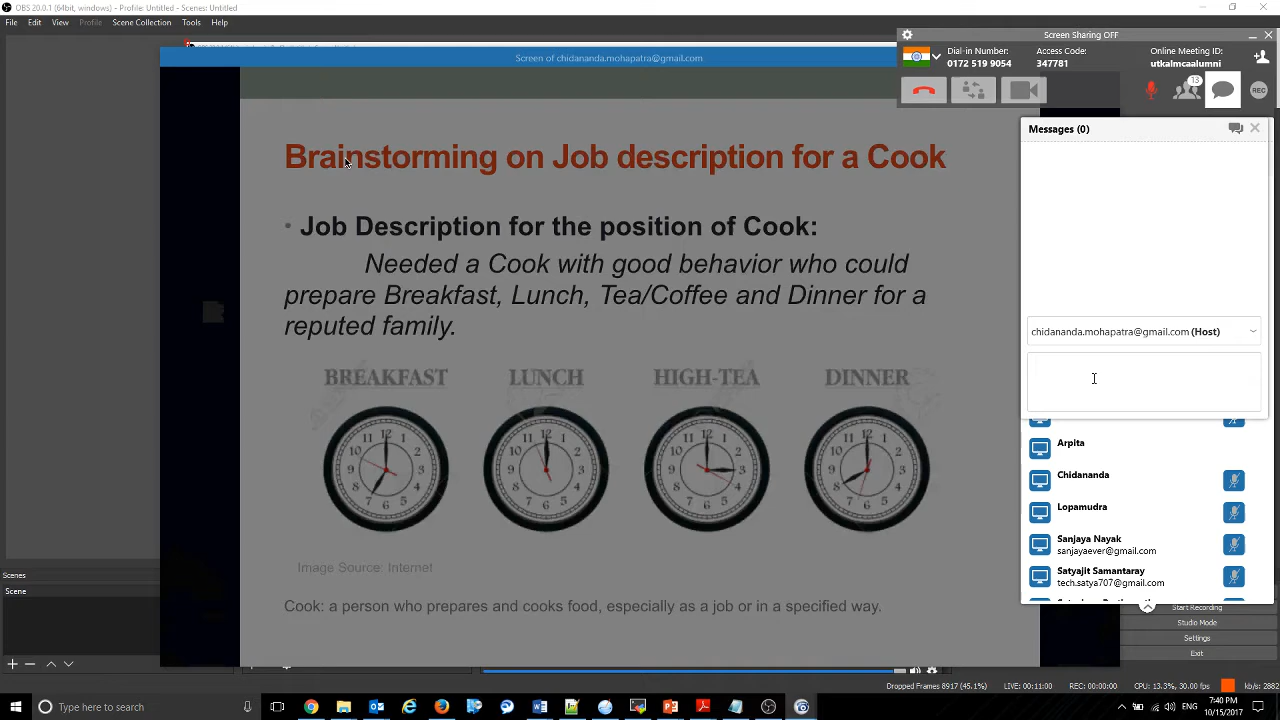 OBS 20.0.1 (64bit, windows) - Profile: Untitled - Scenes: Untitled
File Edit View Profile Scene Collection Tools Help
Screen Sharing OFF
Screen of chidananda.mohapatra@gmail.com
Dial-in Number:
0172 519 9054
Access Code:
347781
Online Meeting ID:
utkalmcaalumni
13
REC
Messages (0)
Brainstorming on Job description for a Cook
• Job Description for the position of Cook:
Needed a Cook with good behavior who could
prepare Breakfast, Lunch, Tea/Coffee and Dinner for a
reputed family.
BREAKFAST LUNCH HIGH-TEA DINNER
Image Source: Internet
Cook: a person who prepares and cooks food, especially as a job or in a specified way.
chidananda.mohapatra@gmail.com (Host)
Arpita
Chidananda
Lopamudra
Sanjaya Nayak
sanjayaever@gmail.com
Satyajit Samantaray
tech.satya707@gmail.com
Scenes
Scene
Start Recording
Studio Mode
Settings
Exit
Dropped Frames 8917 (45.1%) LIVE: 00:11:00 REC: 00:00:00 CPU: 13.3%, 30.00 fps kb/s: 2882
Type here to search
ENG
7:40 PM
10/15/2017